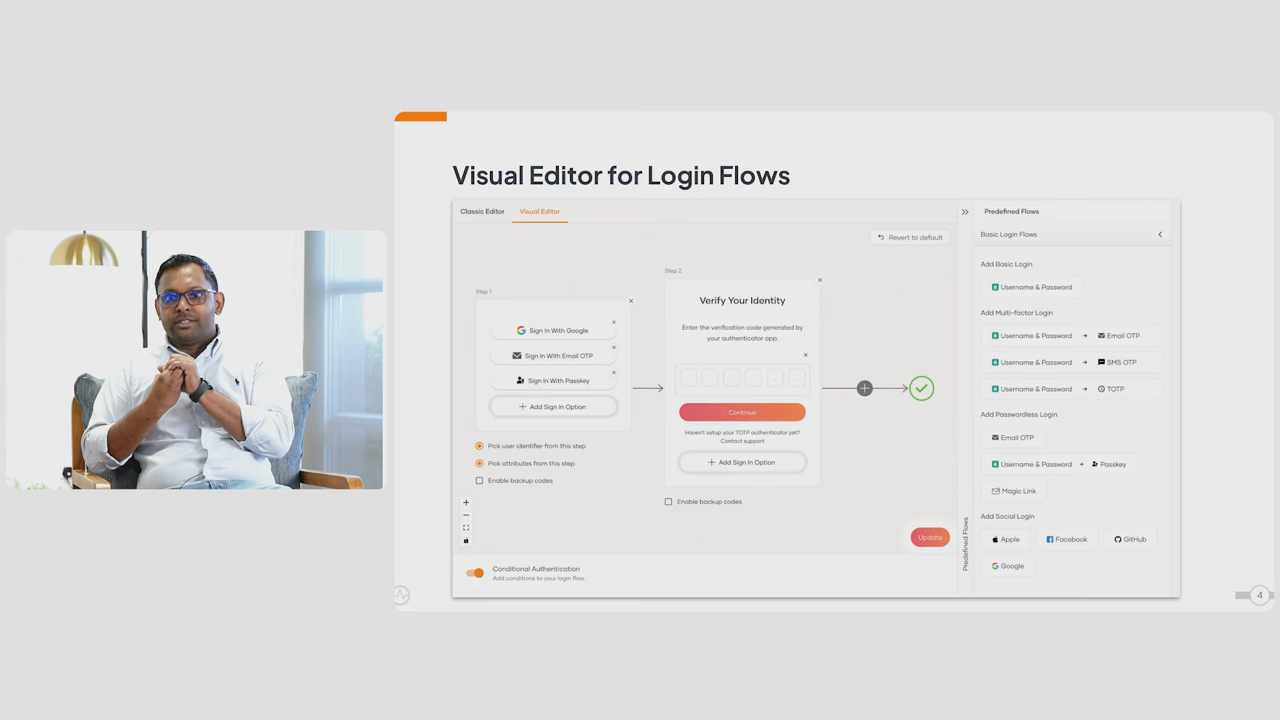 Visual Editor for Login Flows
Classic Editor
Visual Editor
Revert to default
Step 1
Sign In With Google
Sign In With Email OTP
Sign In With Passkey
Add Sign In Option
Pick user identifier from this step
Pick attributes from this step
Enable backup codes
Step 2
Verify Your Identity
Enter the verification code generated by
your authenticator app.
Continue
Haven't setup your TOTP authenticator yet?
Contact support
Add Sign In Option
Enable backup codes
Update
Conditional Authentication
Add conditions to your login flow.
Predefined Flows
Predefined Flows
Basic Login Flows
Add Basic Login
Username & Password
Add Multi-factor Login
Username & Password → Email OTP
Username & Password → SMS OTP
Username & Password → TOTP
Add Passwordless Login
Email OTP
Username & Password + Passkey
Magic Link
Add Social Login
Apple
Facebook
GitHub
Google
4